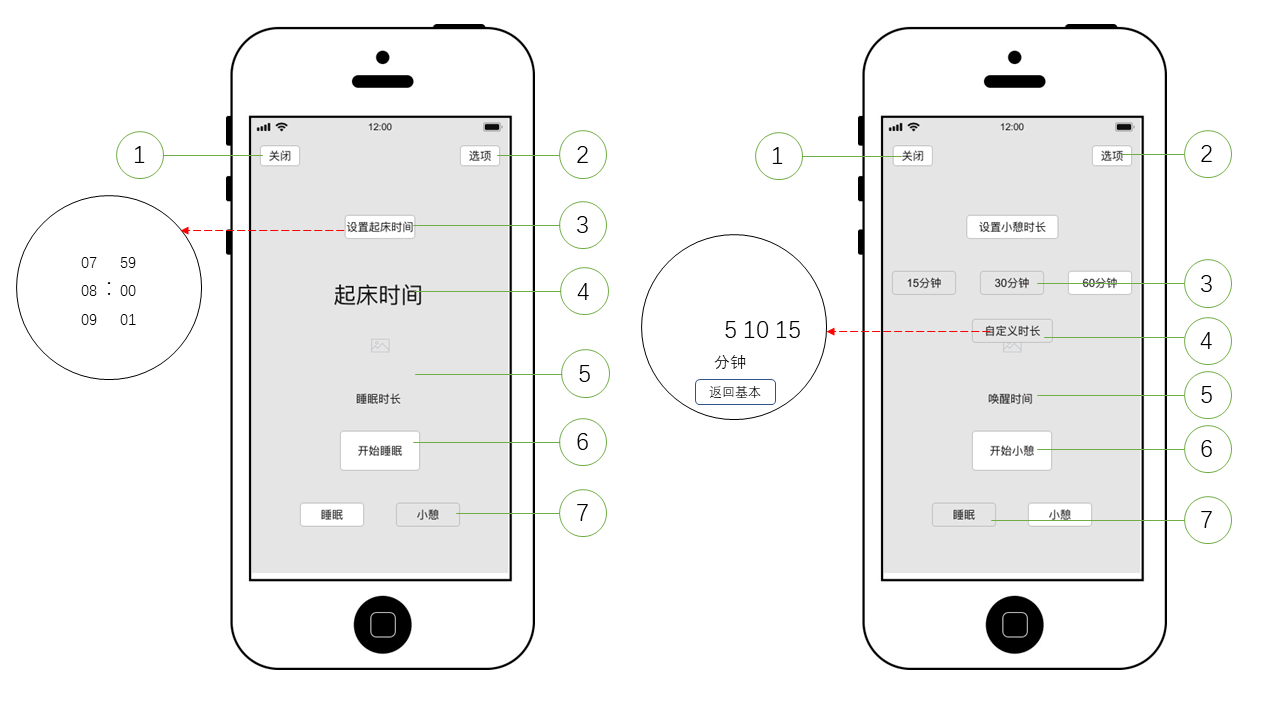 12:00
1
关闭
选项
2
设置起床时间
3
07 59
08 : 00
09 01
起床时间
4
5
睡眠时长
开始睡眠
6
睡眠
小憩
7
12:00
1
关闭
选项
2
设置小憩时长
15分钟
30分钟
60分钟
3
自定义时长
4
5 10 15
分钟
返回基本
唤醒时间
5
开始小憩
6
睡眠
小憩
7